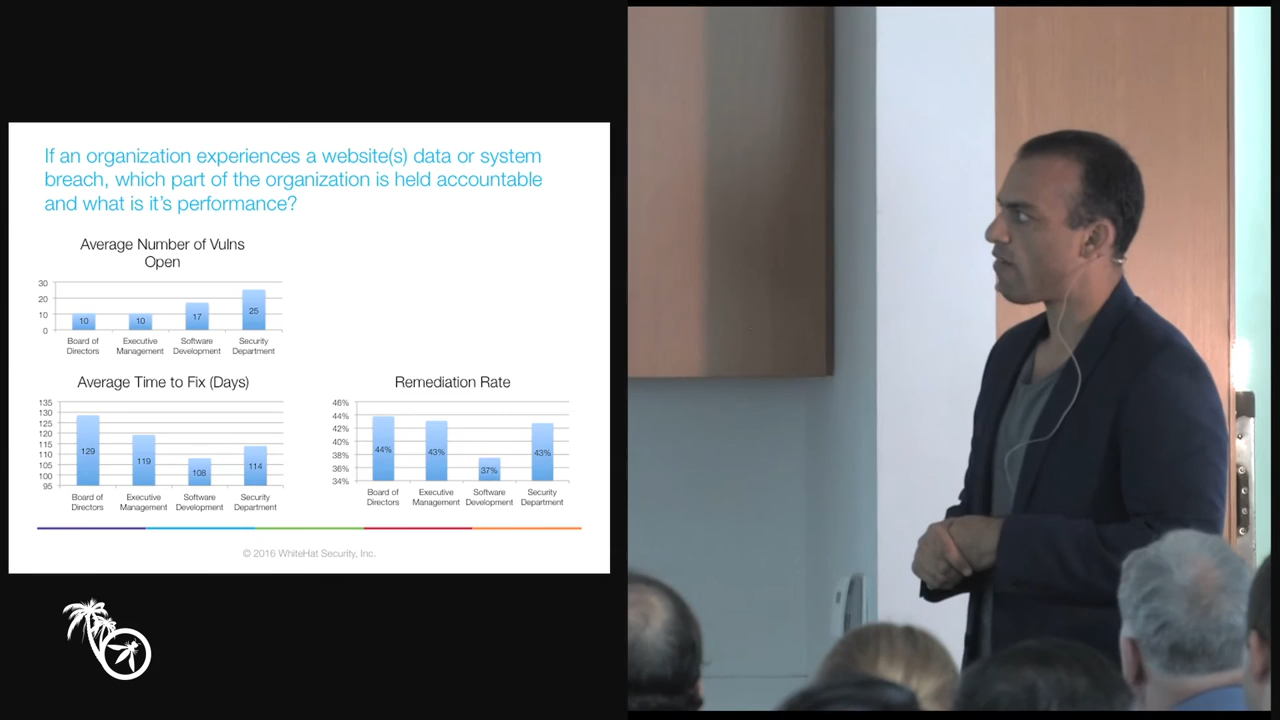 If an organization experiences a website(s) data or system
breach, which part of the organization is held accountable
and what is it's performance?
Average Number of Vulns
Open
30
20
10
0
10
10
17
25
Board of
Directors
Executive
Management
Software
Development
Security
Department
Average Time to Fix (Days)
135
130
125
120
115
110
105
100
95
129
119
108
114
Board of
Directors
Executive
Management
Software
Development
Security
Department
Remediation Rate
46%
44%
42%
40%
38%
36%
34%
44%
43%
37%
43%
Board of
Directors
Executive
Management
Software
Development
Security
Department
© 2016 WhiteHat Security, Inc.